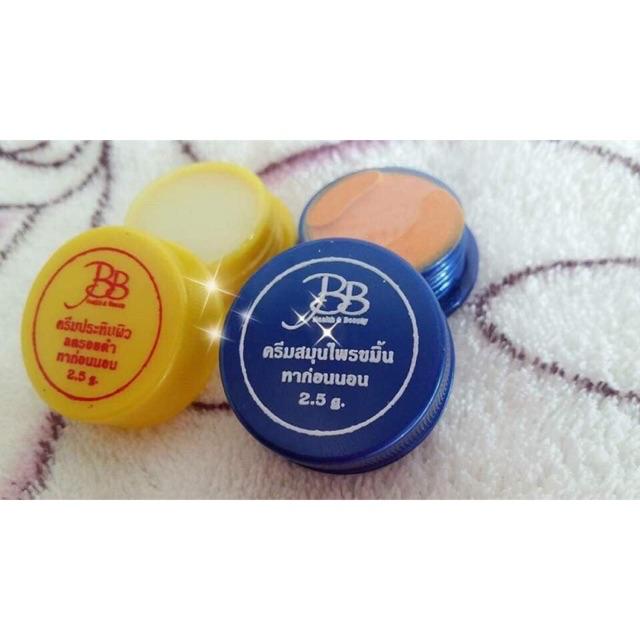 BB
Health & Beauty
ครีมประทินผิว
ลดรอยดำ
ทาก่อนนอน
2.5 g.
BB
Health & Beauty
ครีมสมุนไพรขมิ้น
ทาก่อนนอน
2.5 g.